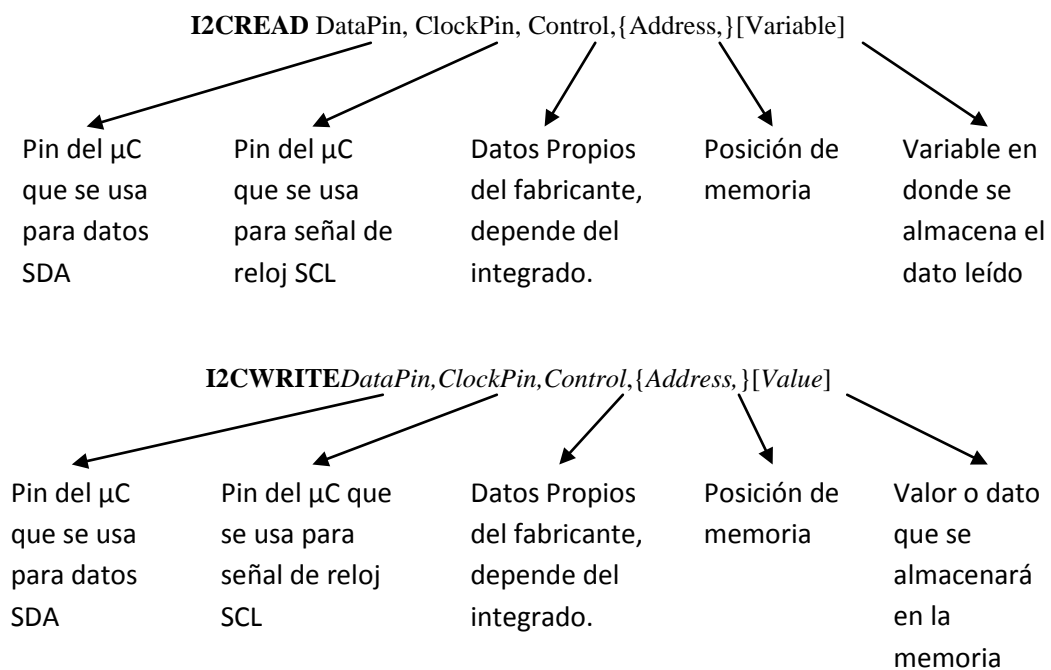 I2CREAD DataPin, ClockPin, Control,{Address,}[Variable]
Pin del µC
que se usa
para datos
SDA
Pin del µC
que se usa
para señal de
reloj SCL
Datos Propios
del fabricante,
depende del
integrado.
Posición de
memoria
Variable en
donde se
almacena el
dato leído
I2CWRITEDataPin,ClockPin,Control,{Address,}[Value]
Pin del µC
que se usa
para datos
SDA
Pin del µC que
se usa para
señal de reloj
SCL
Datos Propios
del fabricante,
depende del
integrado.
Posición de
memoria
Valor o dato
que se
almacenará
en la
memoria